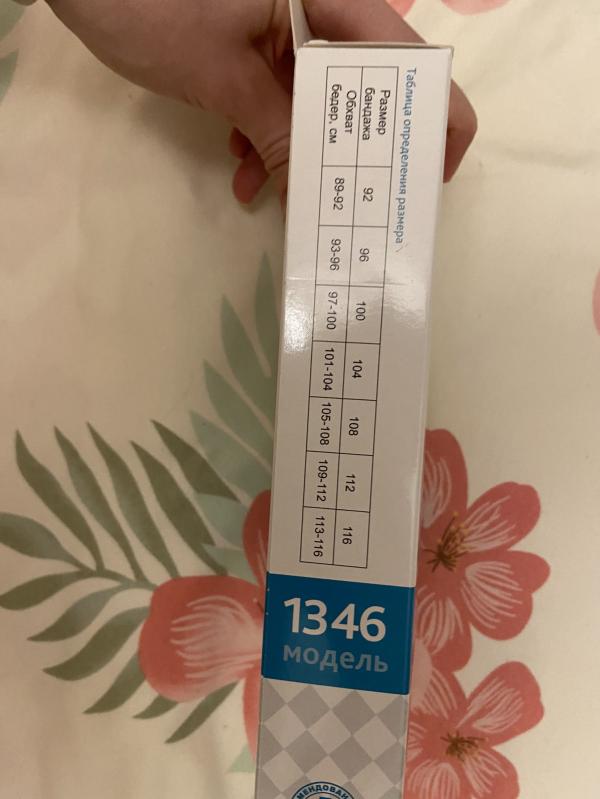 Таблица определения размера
Размер бандажа 92 96 100 104 108 112 116
Обхват бедер, см 89-92 93-96 97-100 101-104 105-108 109-112 113-116
1346
модель